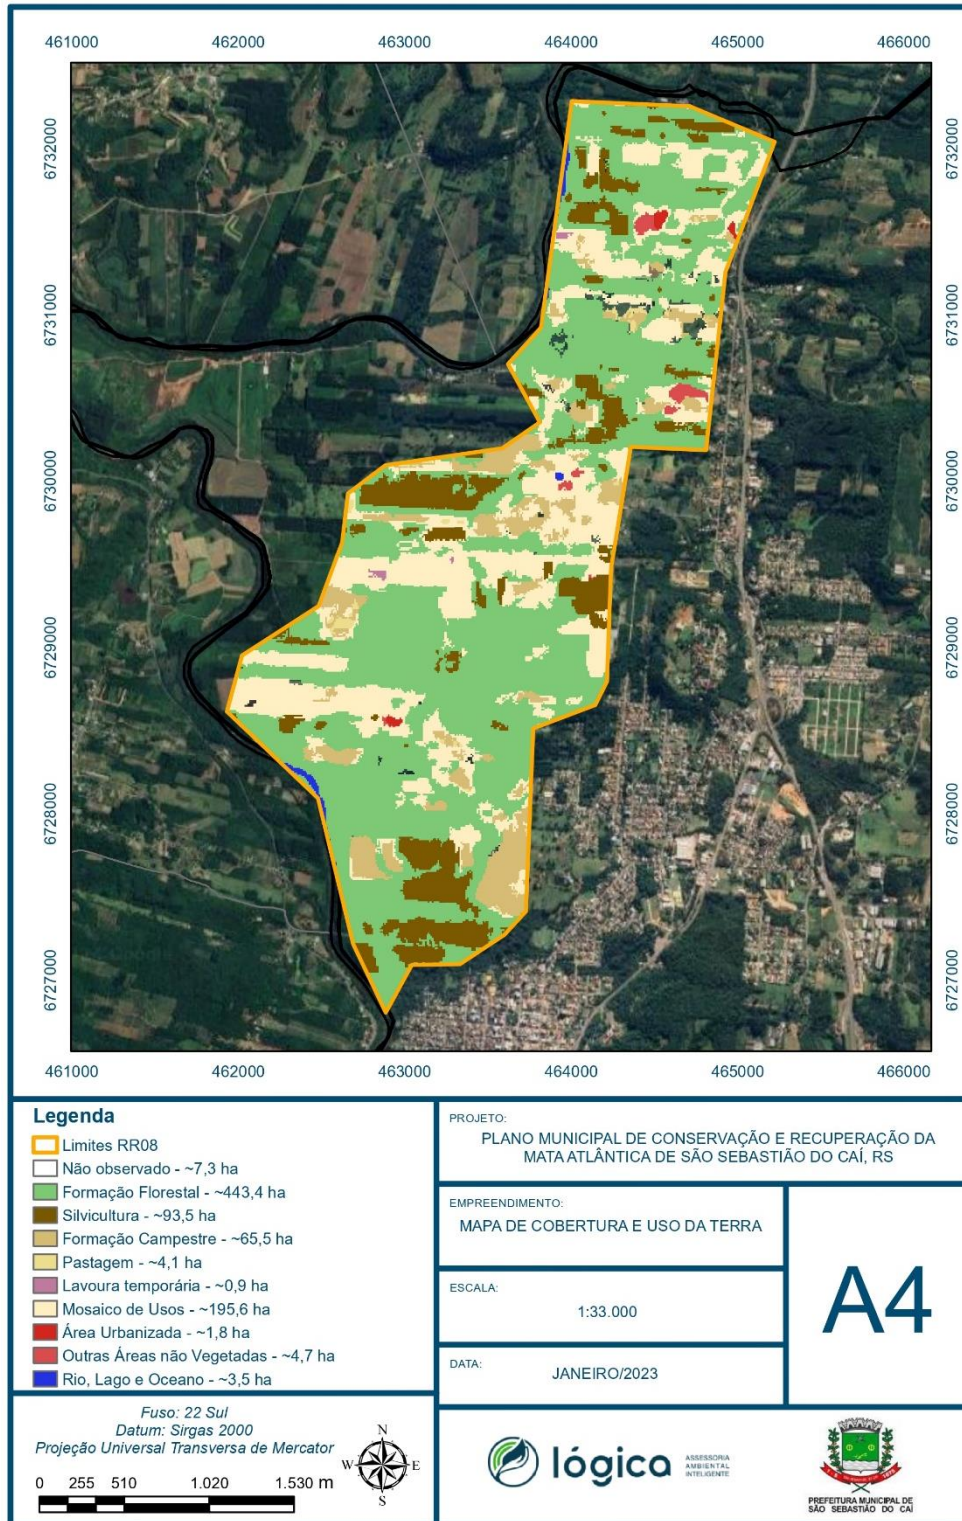 461000 462000 463000 464000 465000 466000
6732000 6732000
6731000 6731000
6730000 6730000
6729000 6729000
6728000 6728000
6727000 6727000
461000 462000 463000 464000 465000 466000
Legenda
Limites RR08
Não observado - ~7,3 ha
Formação Florestal - ~443,4 ha
Silvicultura - ~93,5 ha
Formação Campestre - ~65,5 ha
Pastagem - ~4,1 ha
Lavoura temporária - ~0,9 ha
Mosaico de Usos - ~195,6 ha
Área Urbanizada - ~1,8 ha
Outras Áreas não Vegetadas - ~4,7 ha
Rio, Lago e Oceano - ~3,5 ha
Fuso: 22 Sul
Datum: Sirgas 2000
Projeção Universal Transversa de Mercator
0 255 510 1.020 1.530 m
N
W E
S
PROJETO:
PLANO MUNICIPAL DE CONSERVAÇÃO E RECUPERAÇÃO DA
MATA ATLÂNTICA DE SÃO SEBASTIÃO DO CAÍ, RS
EMPREENDIMENTO:
MAPA DE COBERTURA E USO DA TERRA
ESCALA:
1:33.000
DATA:
JANEIRO/2023
A4
lógica
ASSESSORIA
AMBIENTAL
INTELIGENTE
PREFEITURA MUNICIPAL DE
SÃO SEBASTIÃO DO CAÍ